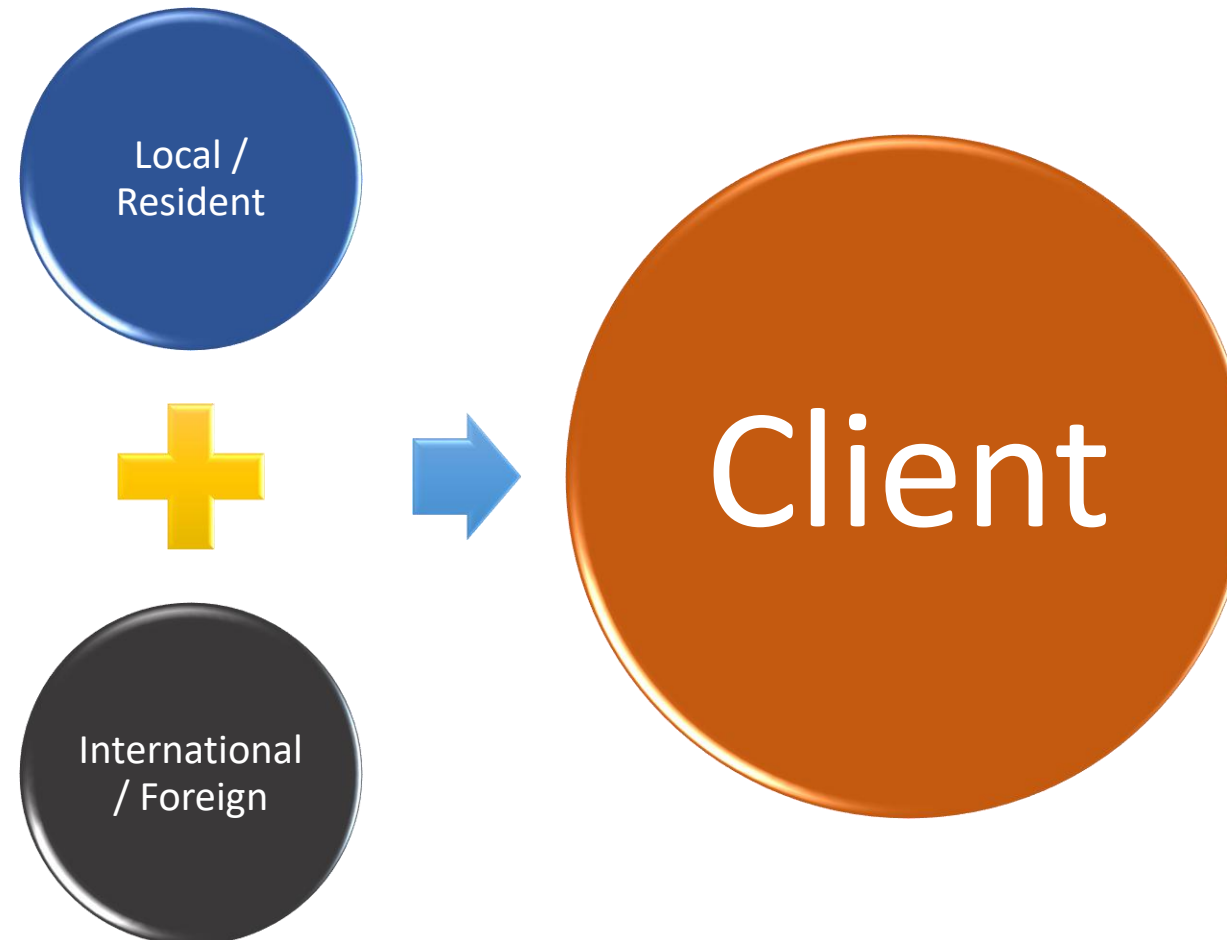 Local /
Resident
International
/ Foreign
Client